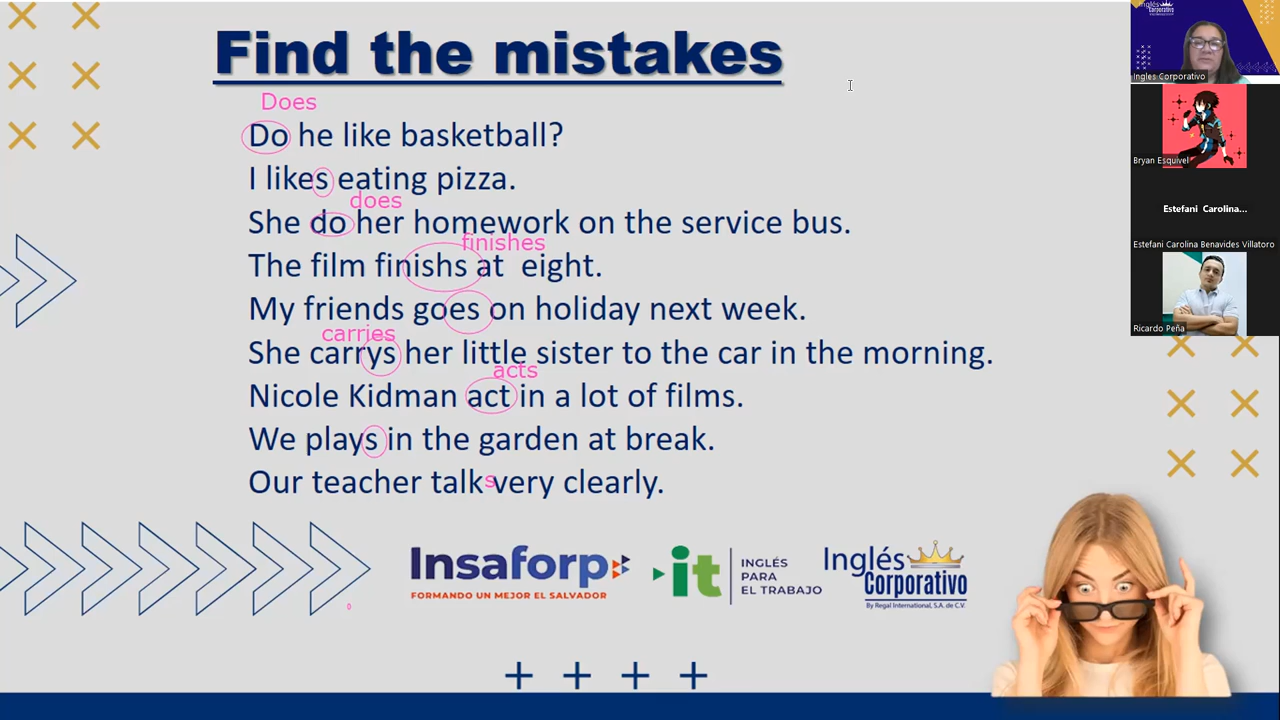 Find the mistakes
Does
Do he like basketball?
I likes eating pizza.
does
She do her homework on the service bus.
finishes
The film finishs at eight.
My friends goes on holiday next week.
carries
She carrys her little sister to the car in the morning.
acts
Nicole Kidman act in a lot of films.
We plays in the garden at break.
Our teacher talk very clearly.
s
Insaforp
FORMANDO UN MEJOR EL SALVADOR
it
INGLÉS
PARA
EL TRABAJO
Inglés
Corporativo
By Regal International, S.A. de C.V.
Inglés
Corporativo
Ingles Corporativo
Bryan Esquivel
Estefani Carolina...
Estefani Carolina Benavides Villatoro
Ricardo Peña